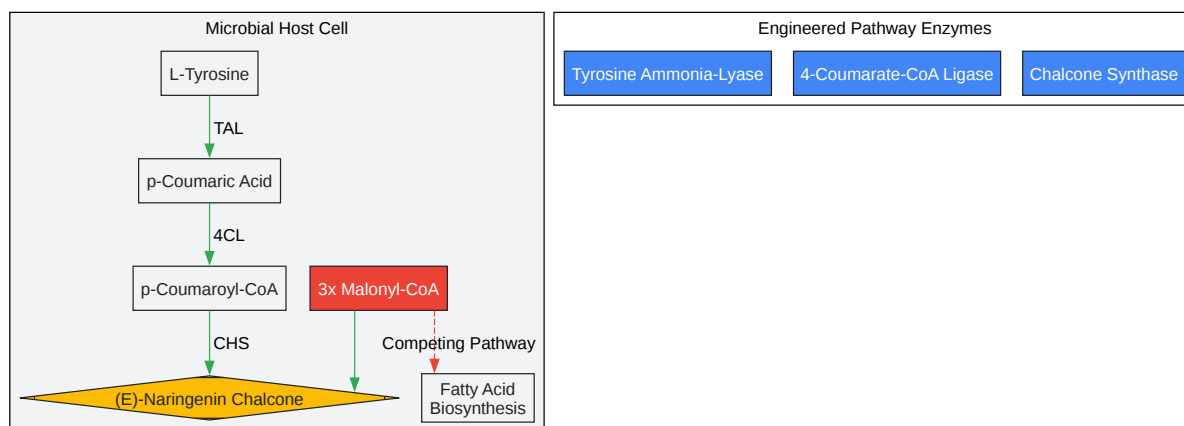 Microbial Host Cell
L-Tyrosine
TAL
p-Coumaric Acid
4CL
p-Coumaroyl-CoA
3x Malonyl-CoA
CHS
Competing Pathway
(E)-Naringenin Chalcone
Fatty Acid
Biosynthesis
Engineered Pathway Enzymes
Tyrosine Ammonia-Lyase
4-Coumarate-CoA Ligase
Chalcone Synthase